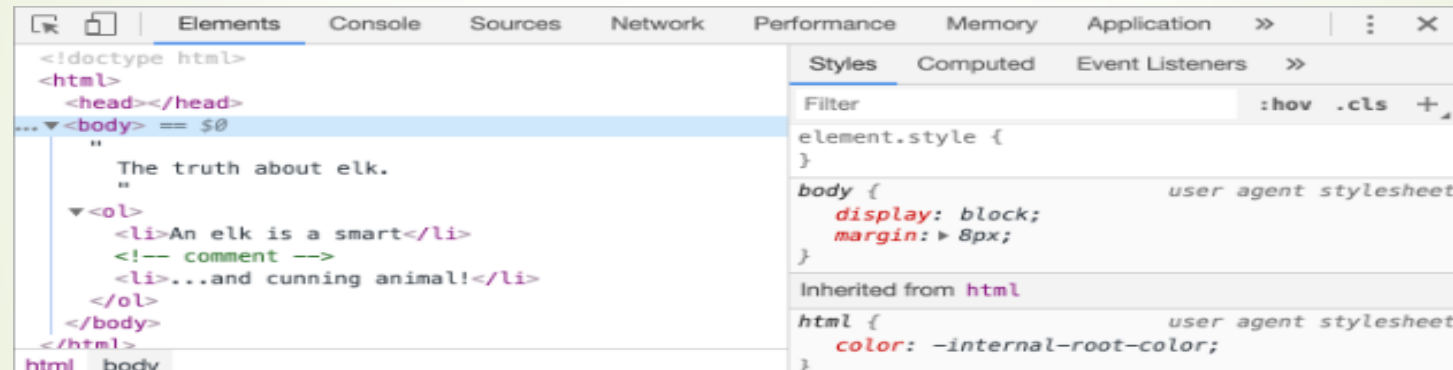 Elements Console Sources Network Performance Memory Application »
<!doctype html>
<html>
<head></head>
...▼<body> == $0
"
The truth about elk.
"
▼<ol>
<li>An elk is a smart</li>
<!-- comment -->
<li>...and cunning animal!</li>
</ol>
</body>
</html>
html body
Styles Computed Event Listeners »
Filter :hov .cls +
element.style {
}
body { user agent stylesheet
display: block;
margin:▶ 8px;
}
Inherited from html
html { user agent stylesheet
color: -internal-root-color;
}